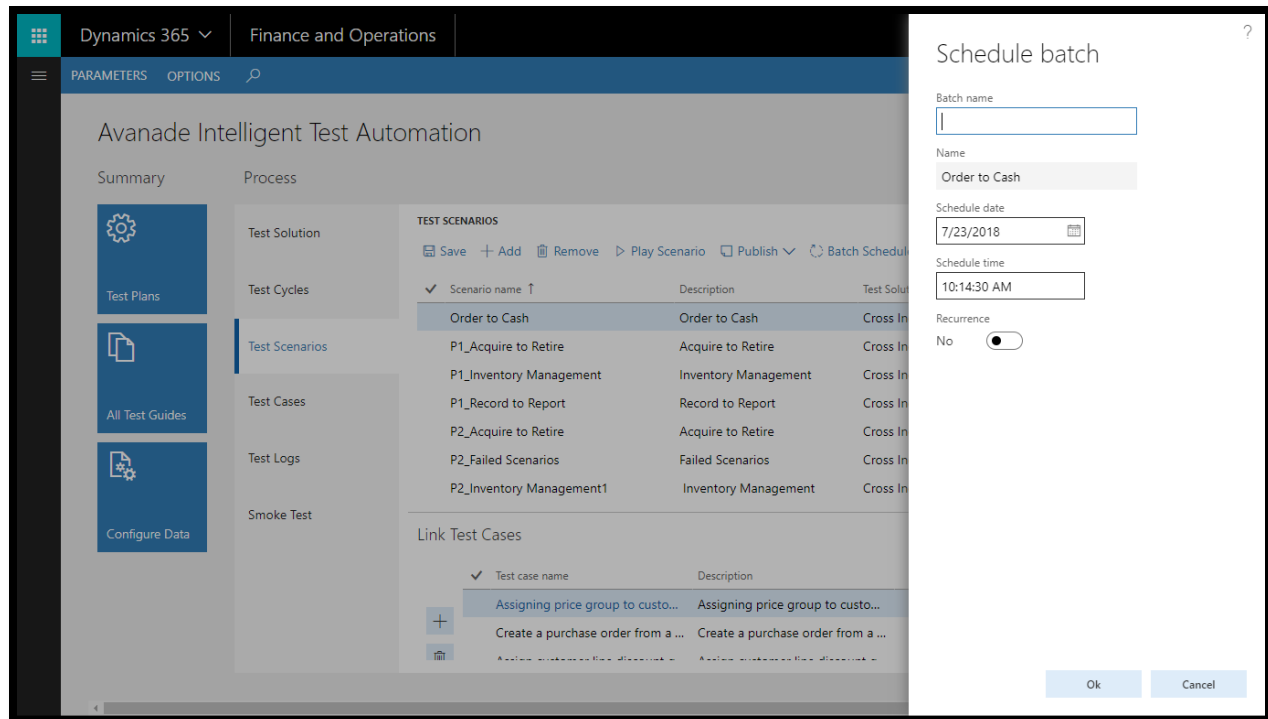 Dynamics 365
Finance and Operations
PARAMETERS OPTIONS
Avanade Intelligent Test Automation
Summary
Process
Test Plans
All Test Guides
Configure Data
Test Solution
Test Cycles
Test Scenarios
Test Cases
Test Logs
Smoke Test
TEST SCENARIOS
Save Add Remove Play Scenario Publish Batch Schedul
Scenario name ↑ Description Test Solut
Order to Cash Order to Cash Cross In
P1_Acquire to Retire Acquire to Retire Cross In
P1_Inventory Management Inventory Management Cross In
P1_Record to Report Record to Report Cross In
P2_Acquire to Retire Acquire to Retire Cross In
P2_Failed Scenarios Failed Scenarios Cross In
P2_Inventory Management1 Inventory Management Cross In
Link Test Cases
Test case name Description
Assigning price group to custo... Assigning price group to custo...
Create a purchase order from a ... Create a purchase order from a ...
?
Schedule batch
Batch name
Name
Order to Cash
Schedule date
7/23/2018
Schedule time
10:14:30 AM
Recurrence
No
Ok Cancel